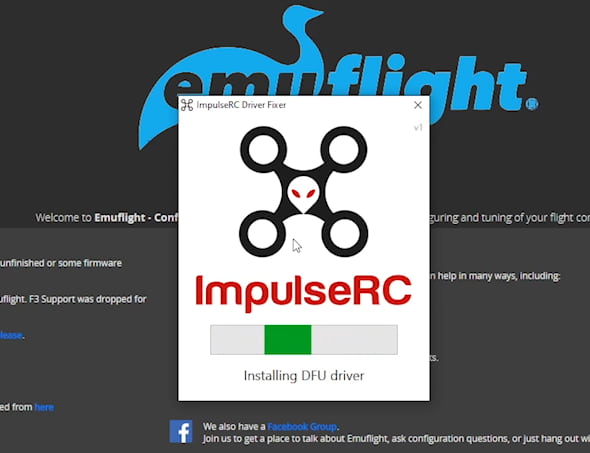 emuflight.
ImpulseRC Driver Fixer
v1
Welcome to Emuflight - Conf
guring and tuning of your flight con
unfinished or some firmware
n help in many ways, including:
uflight. F3 Support was dropped for
ImpulseRC
lease.
ts.
Installing DFU driver
ed from here
We also have a Facebook Group.
Join us to get a place to talk about Emuflight, ask configuration questions, or just hang out wi